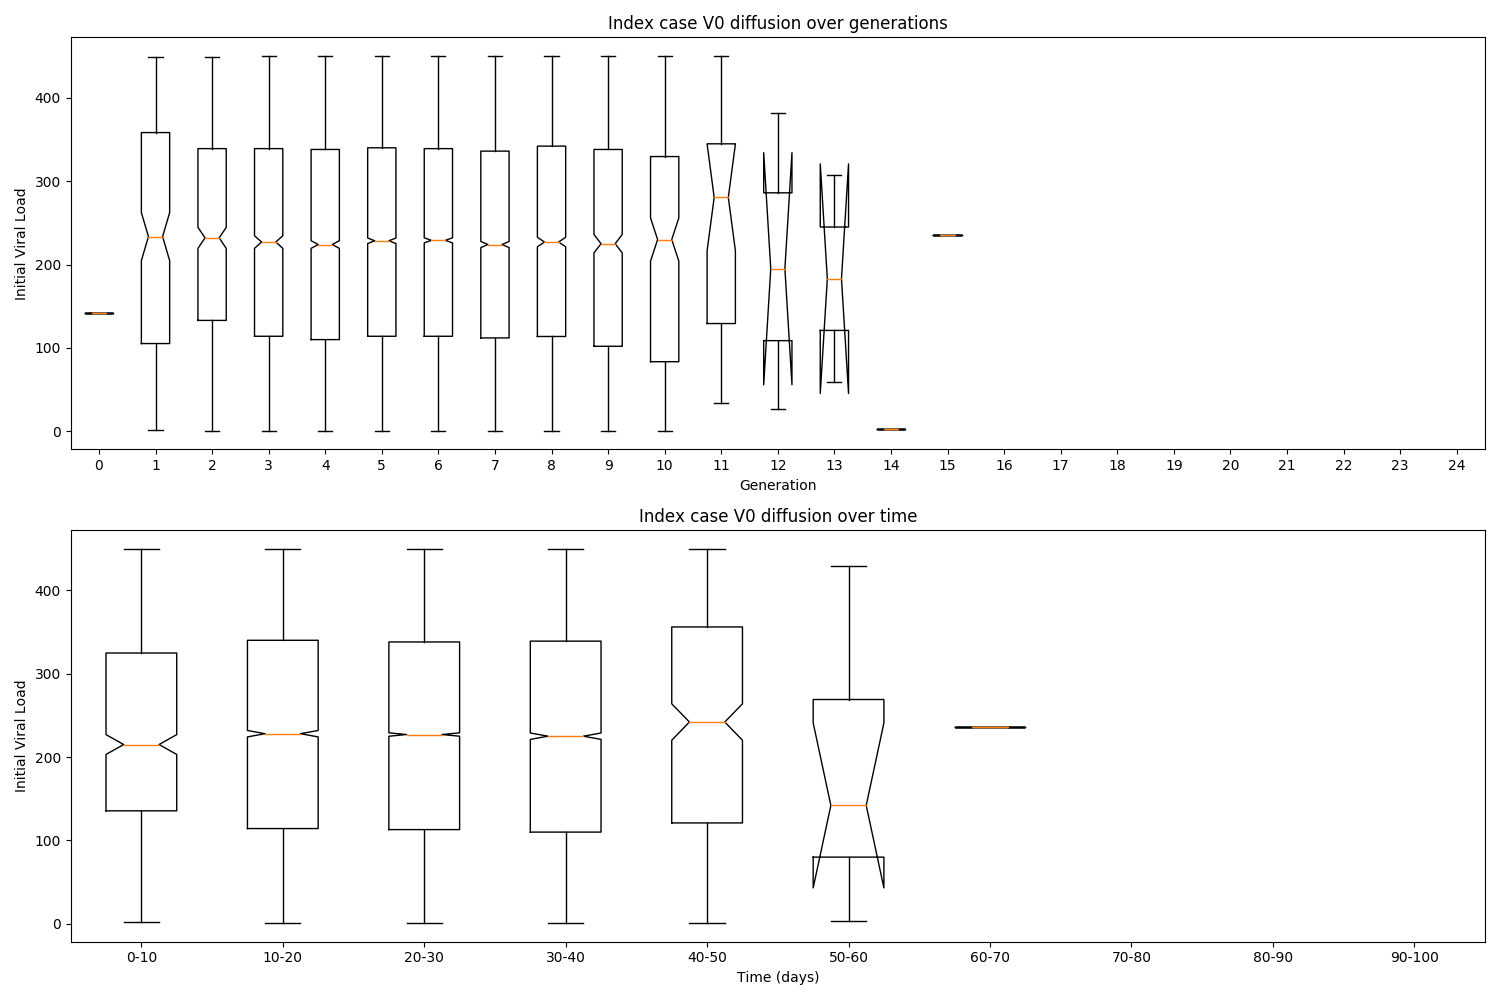 Index case V0 diffusion over generations
Initial Viral Load
400
300
200
100
0
0 1 2 3 4 5 6 7 8 9 10 11 12 13 14 15 16 17 18 19 20 21 22 23 24
Generation
Index case V0 diffusion over time
Initial Viral Load
400
300
200
100
0
0-10 10-20 20-30 30-40 40-50 50-60 60-70 70-80 80-90 90-100
Time (days)